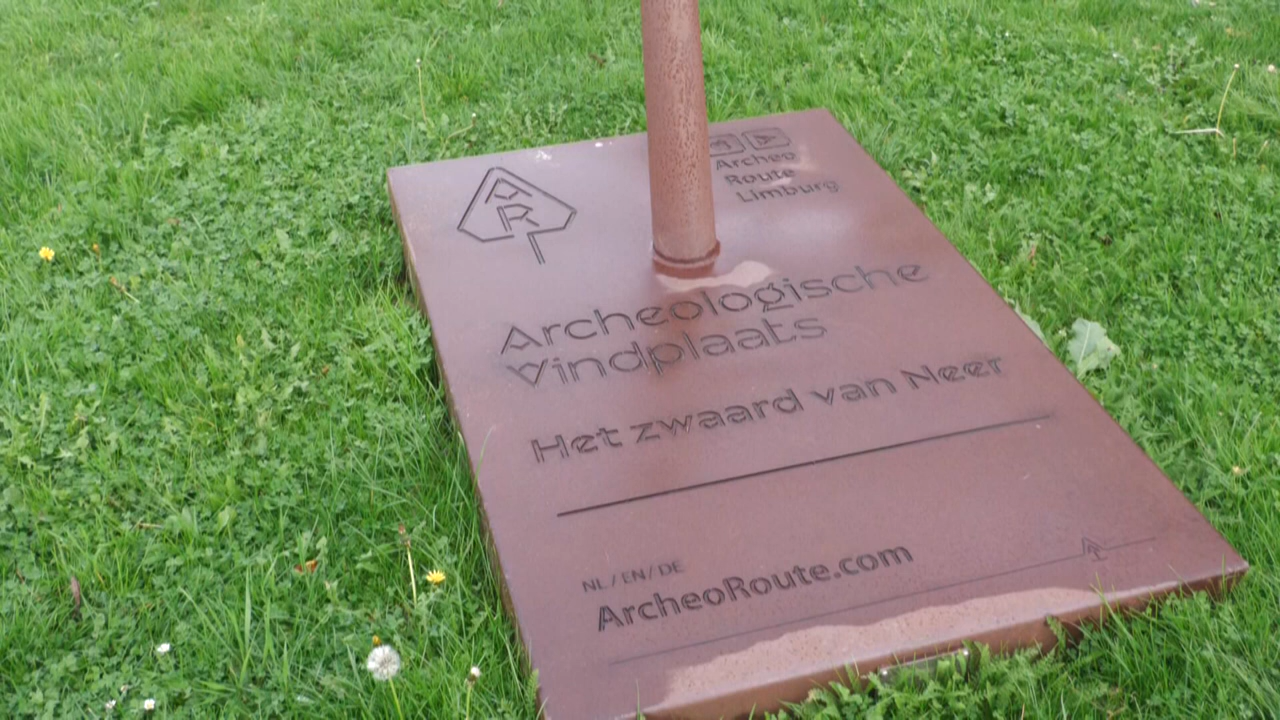 AR
Archeo
Route
Limburg
Archeologische
Vindplaats
Het zwaard van Neer
NL / EN / DE
ArcheoRoute.com